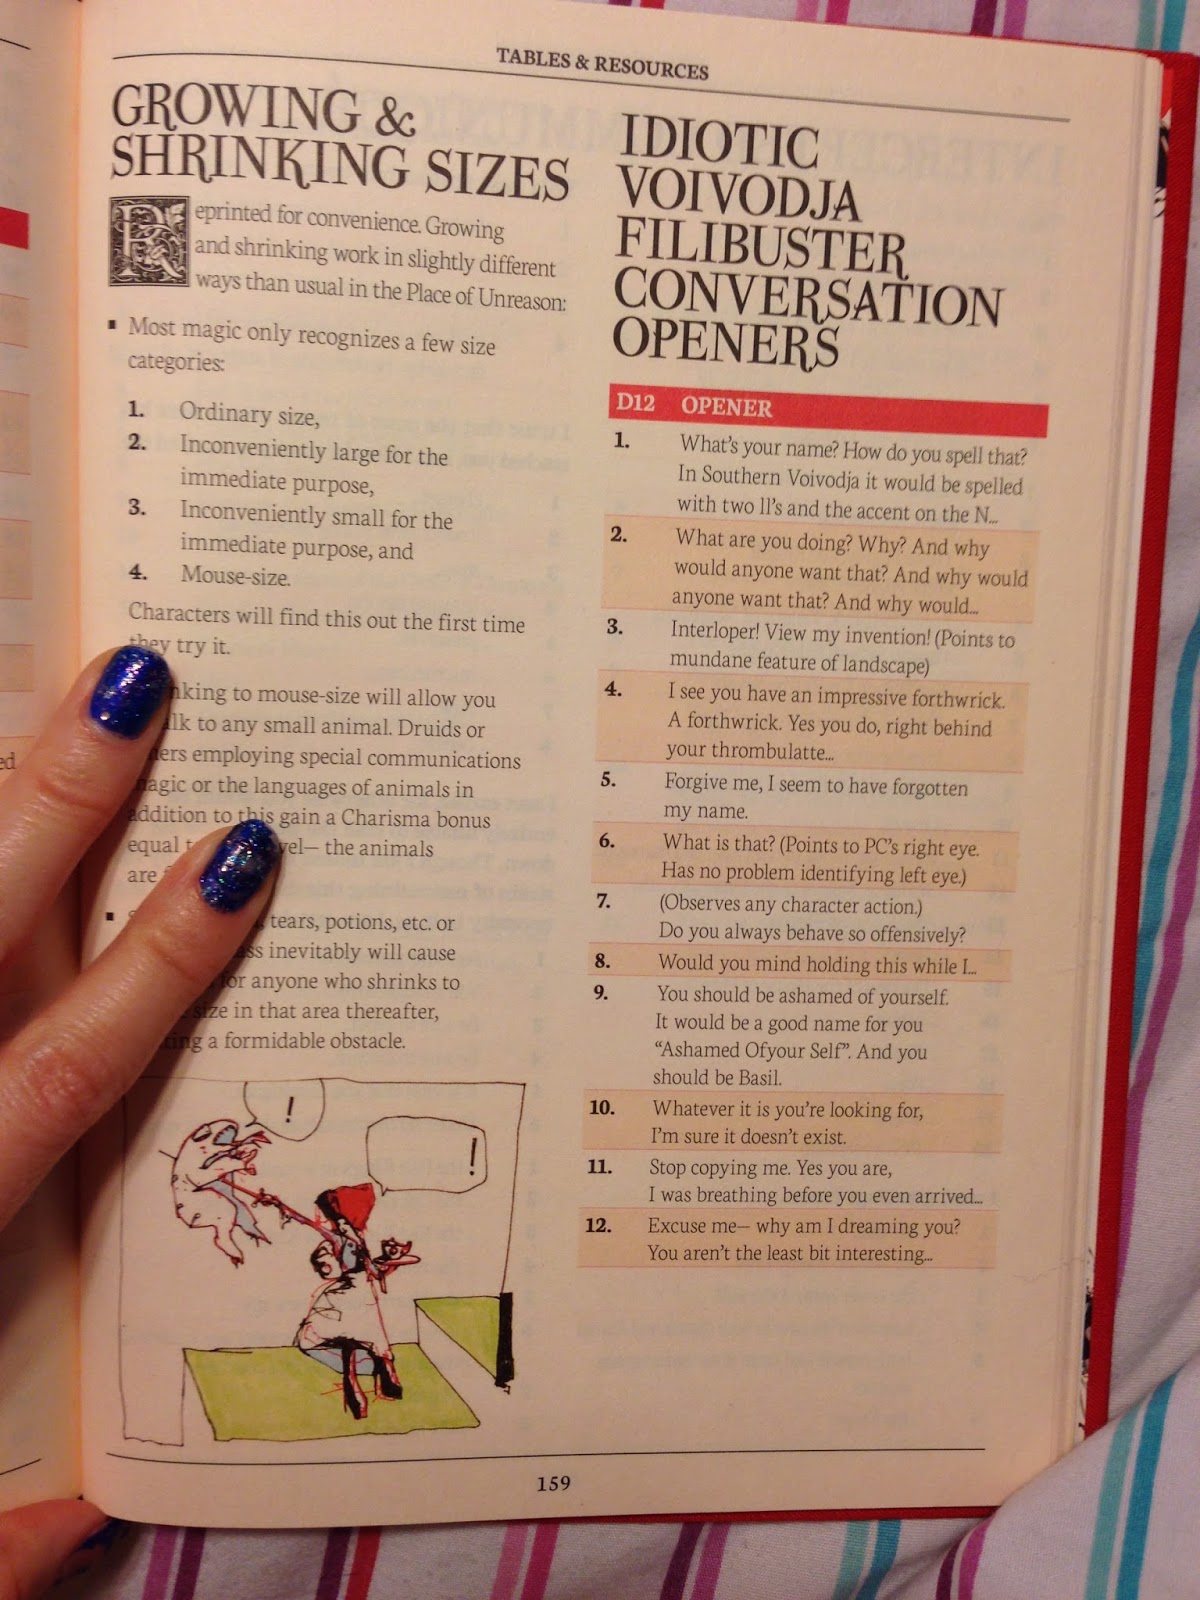 TABLES & RESOURCES
GROWING &
SHRINKING SIZES
Reprinted for convenience. Growing
and shrinking work in slightly different
ways than usual in the Place of Unreason:
▪ Most magic only recognizes a few size
categories:
1. Ordinary size,
2. Inconveniently large for the
immediate purpose,
3. Inconveniently small for the
immediate purpose, and
4. Mouse-size.
Characters will find this out the first time
they try it.
nking to mouse-size will allow you
lk to any small animal. Druids or
ers employing special communications
magic or the languages of animals in
addition to this gain a Charisma bonus
equal t vel— the animals
are
▪ tears, potions, etc. or
ss inevitably will cause
for anyone who shrinks to
size in that area thereafter,
ting a formidable obstacle.
!
!
IDIOTIC
VOIVODJA
FILIBUSTER
CONVERSATION
OPENERS
D12 OPENER
1. What's your name? How do you spell that?
In Southern Voivodja it would be spelled
with two ll's and the accent on the N...
2. What are you doing? Why? And why
would anyone want that? And why would
anyone want that? And why would...
3. Interloper! View my invention! (Points to
mundane feature of landscape)
4. I see you have an impressive forthwrick.
A forthwrick. Yes you do, right behind
your thrombulatte...
5. Forgive me, I seem to have forgotten
my name.
6. What is that? (Points to PC's right eye.
Has no problem identifying left eye.)
7. (Observes any character action.)
Do you always behave so offensively?
8. Would you mind holding this while I...
9. You should be ashamed of yourself.
It would be a good name for you
"Ashamed Ofyour Self". And you
should be Basil.
10. Whatever it is you're looking for,
I'm sure it doesn't exist.
11. Stop copying me. Yes you are,
I was breathing before you even arrived...
12. Excuse me— why am I dreaming you?
You aren't the least bit interesting...
159
ed